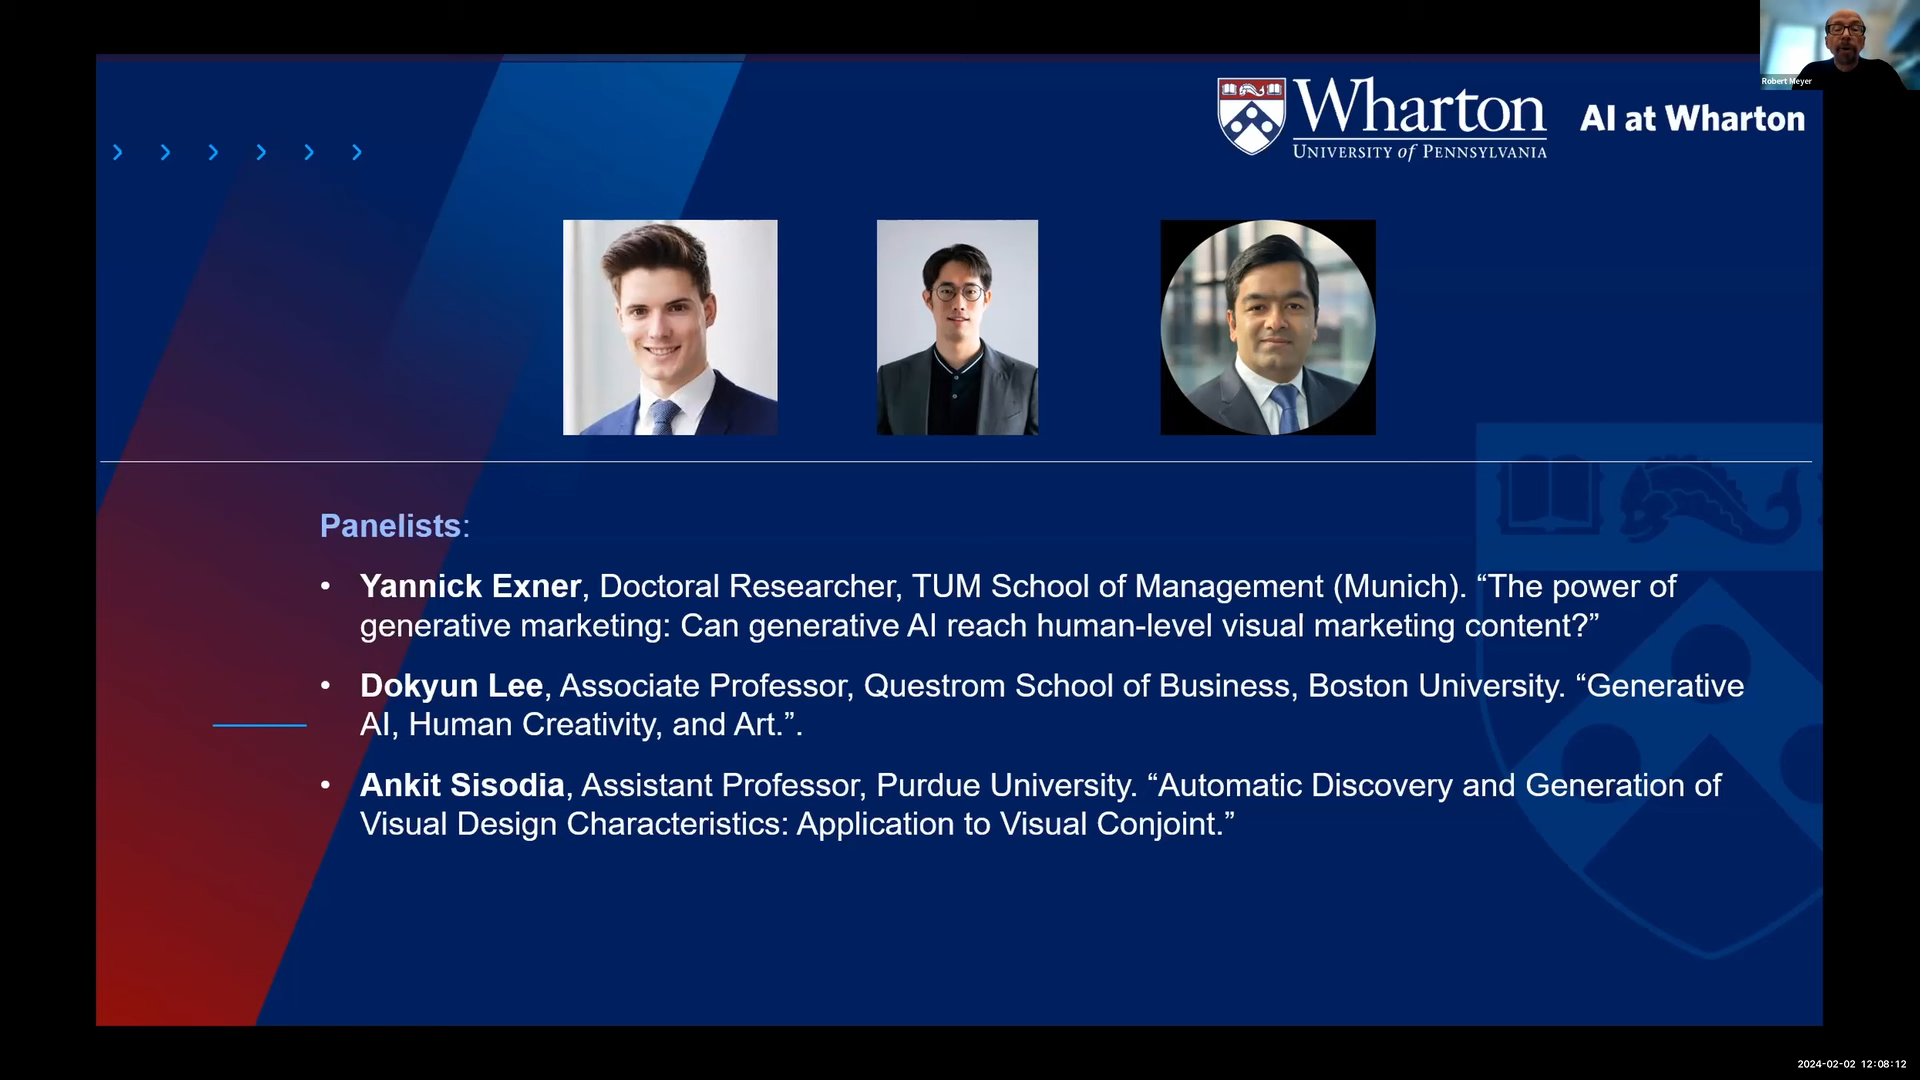 Robert Meyer
Wharton
UNIVERSITY of PENNSYLVANIA
AI at Wharton
Panelists:
• Yannick Exner, Doctoral Researcher, TUM School of Management (Munich). “The power of
generative marketing: Can generative AI reach human-level visual marketing content?”
• Dokyun Lee, Associate Professor, Questrom School of Business, Boston University. “Generative
AI, Human Creativity, and Art.”.
• Ankit Sisodia, Assistant Professor, Purdue University. “Automatic Discovery and Generation of
Visual Design Characteristics: Application to Visual Conjoint.”
2024-02-02 12:08:12